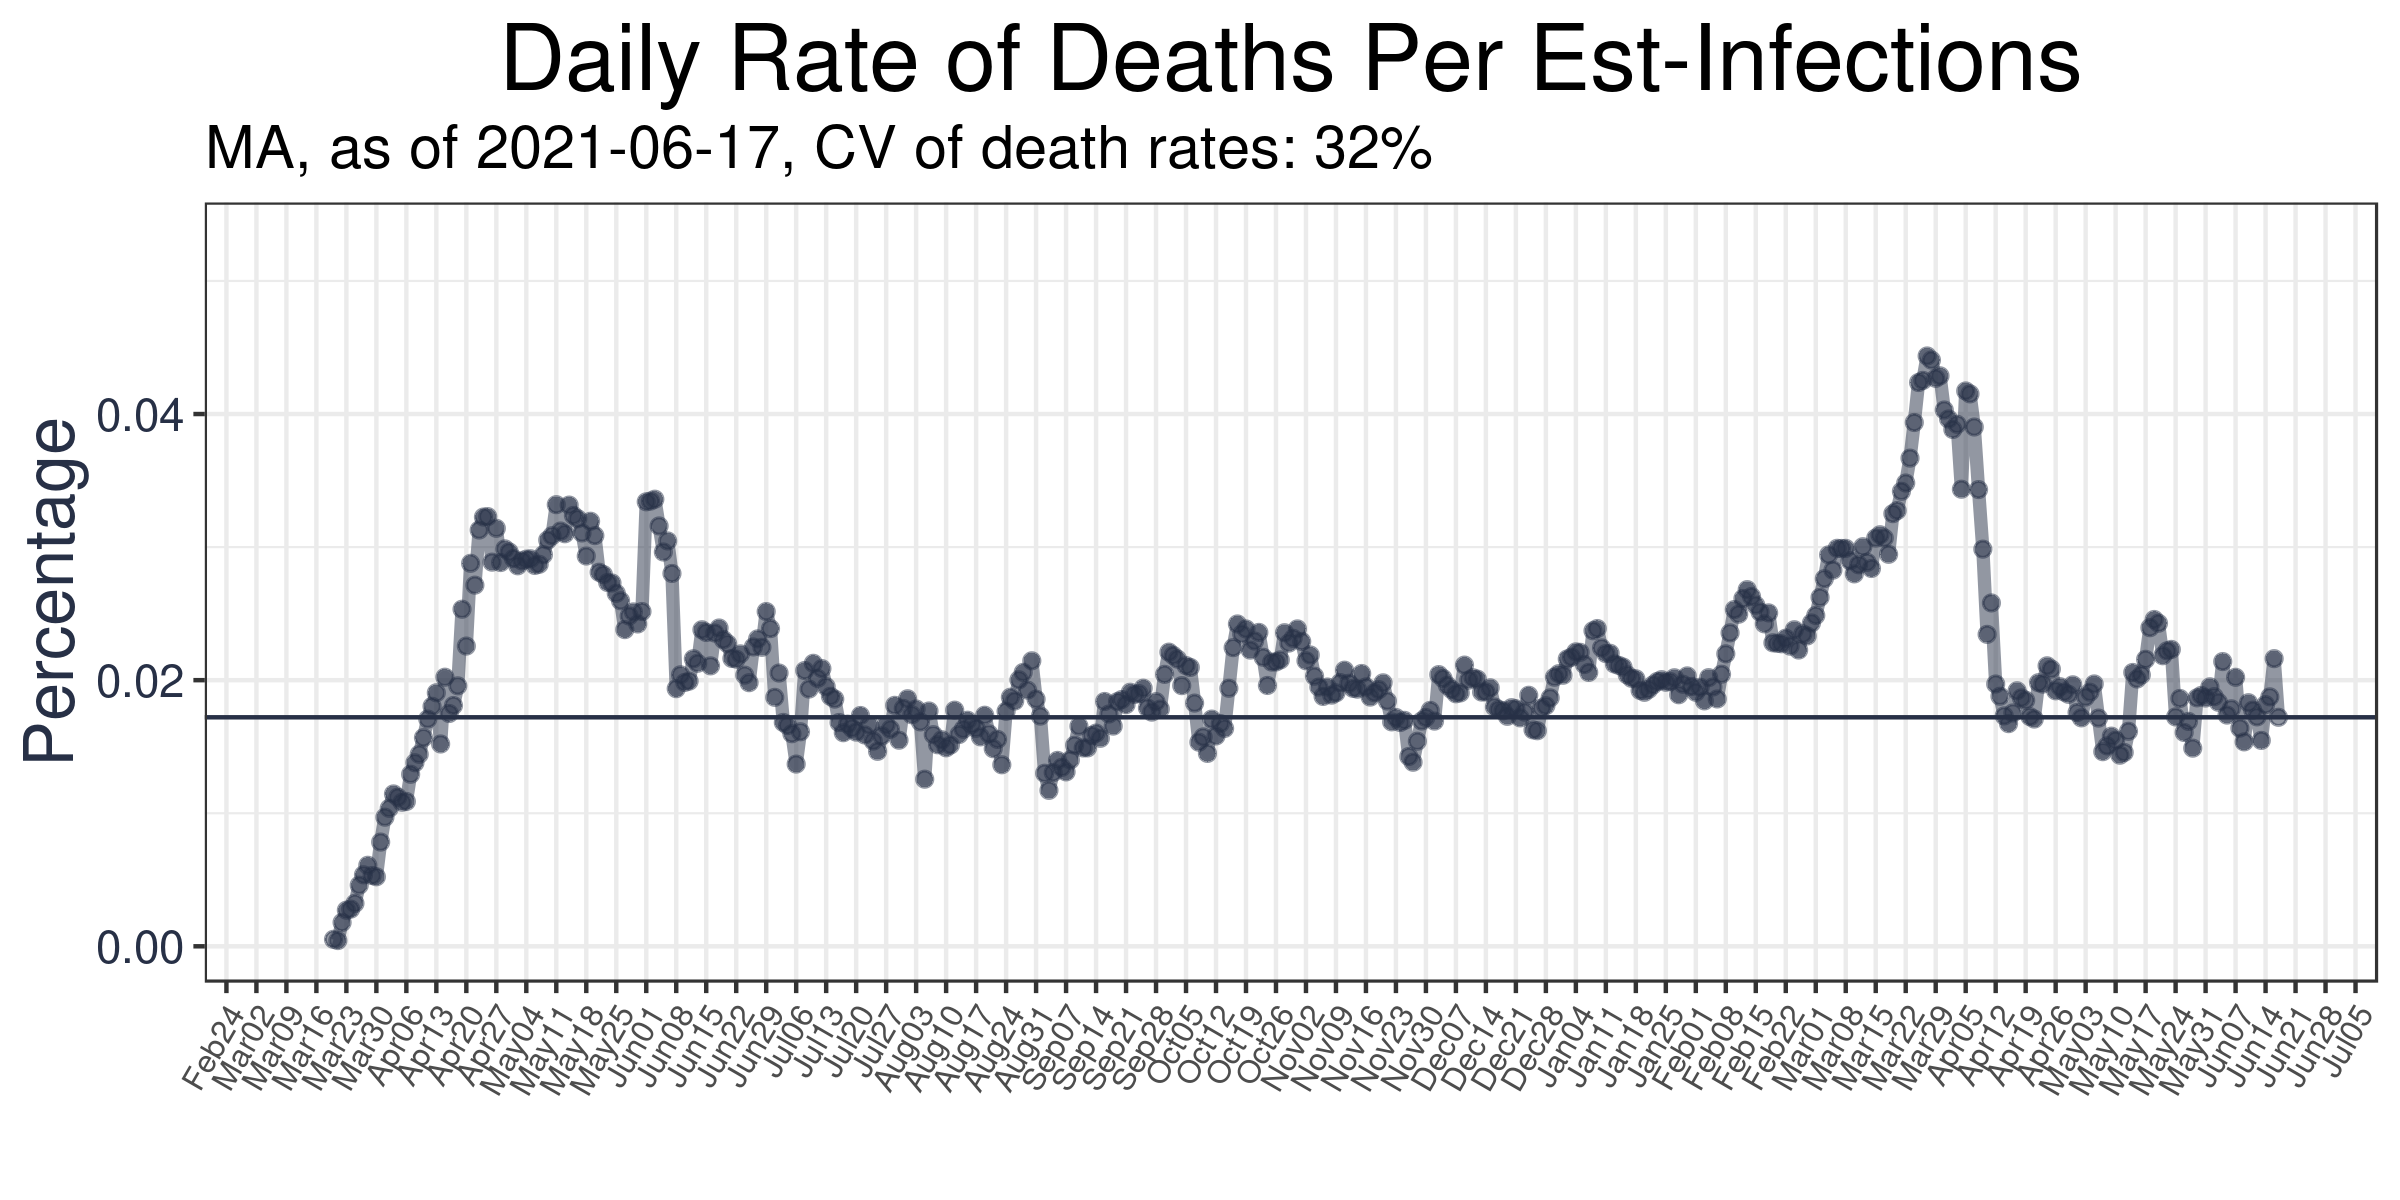 Daily Rate of Deaths Per Est-Infections
MA, as of 2021-06-17, CV of death rates: 32%
Percentage
0.04
0.02
0.00
Feb24
Mar02
Mar09
Mar16
Mar23
Mar30
Apr06
Apr13
Apr20
Apr27
May04
May11
May18
May25
Jun01
Jun08
Jun15
Jun22
Jun29
Jul06
Jul13
Jul20
Jul27
Aug03
Aug10
Aug17
Aug24
Aug31
Sep07
Sep14
Sep21
Sep28
Oct05
Oct12
Oct19
Oct26
Nov02
Nov09
Nov16
Nov23
Nov30
Dec07
Dec14
Dec21
Dec28
Jan04
Jan11
Jan18
Jan25
Feb01
Feb08
Feb15
Feb22
Mar01
Mar08
Mar15
Mar22
Mar29
Apr05
Apr12
Apr19
Apr26
May03
May10
May17
May24
May31
Jun07
Jun14
Jun21
Jun28
Jul05